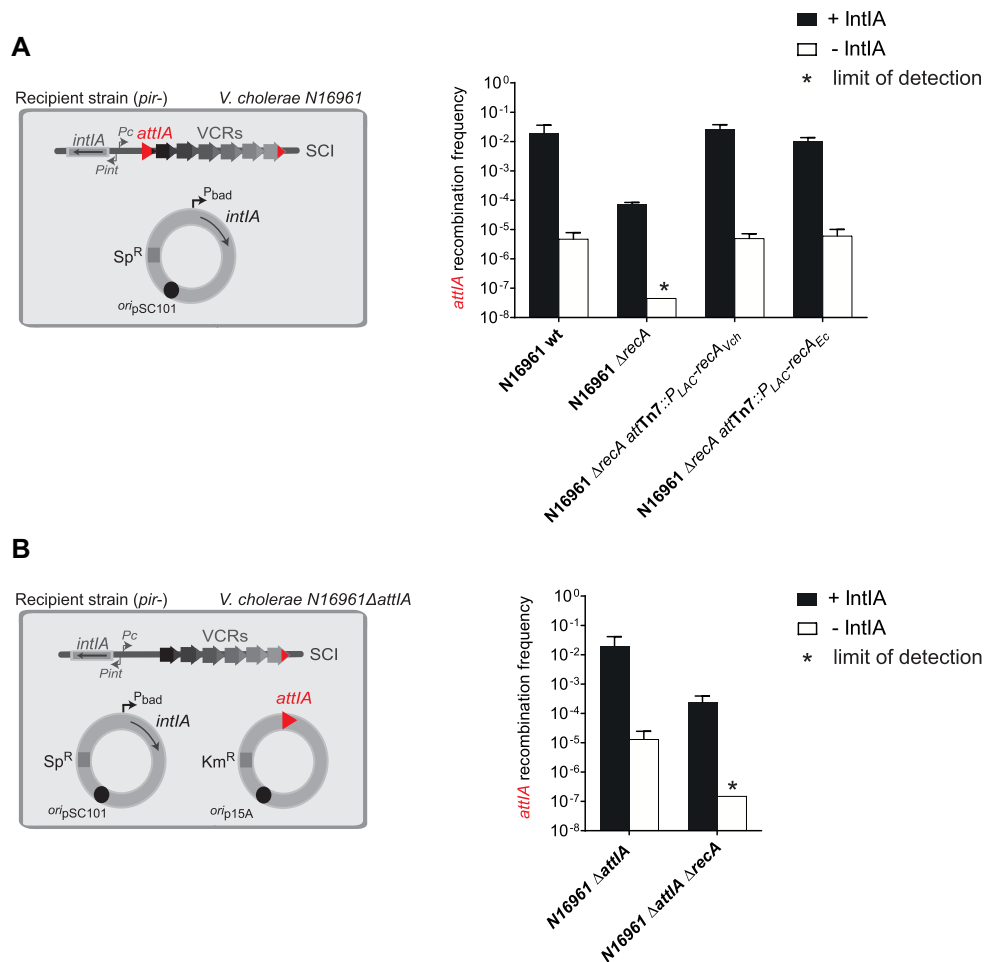 A
Recipient strain (pir-) V. cholerae N16961
intIA Pc attIA VCRs SCI
Pint
Pbad
intIA
SpR
oripSC101
+ IntIA
- IntIA
* limit of detection
attIA recombination frequency
10^0
10^-1
10^-2
10^-3
10^-4
10^-5
10^-6
10^-7
10^-8
*
N16961 wt
N16961 ΔrecA
N16961 ΔrecA attTn7::PLAC-recAVch
N16961 ΔrecA attTn7::PLAC-recAEc
B
Recipient strain (pir-) V. cholerae N16961ΔattIA
intIA Pc VCRs SCI
Pint
Pbad
intIA
SpR
oripSC101
attIA
KmR
orip15A
+ IntIA
- IntIA
* limit of detection
attIA recombination frequency
10^0
10^-1
10^-2
10^-3
10^-4
10^-5
10^-6
10^-7
10^-8
*
N16961 ΔattIA
N16961 ΔattIA ΔrecA